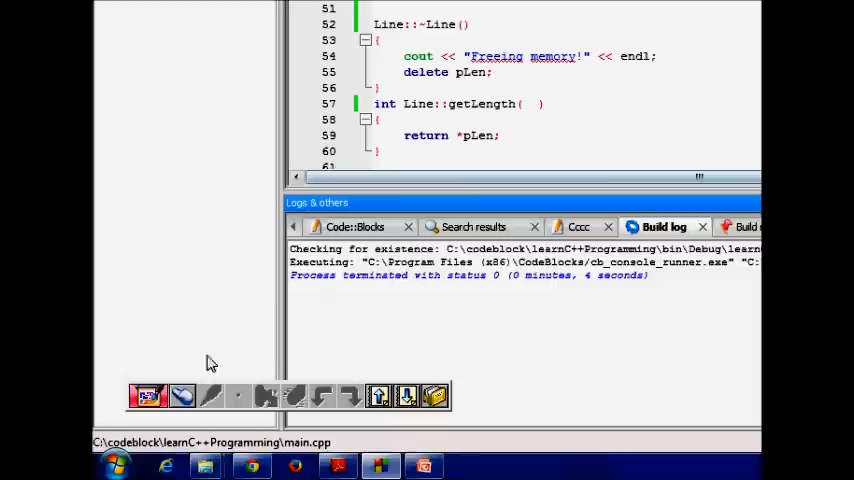 51
52 Line::~Line()
53 {
54 cout << "Freeing memory!" << endl;
55 delete pLen;
56 }
57 int Line::getLength( )
58 {
59 return *pLen;
60 }
61
Logs & others
Code::Blocks Search results Cccc Build log Build
Checking for existence: C:\codeblock\learnC++Programming\bin\Debug\learn
Executing: "C:\Program Files (x86)\CodeBlocks/cb_console_runner.exe" "C:
Process terminated with status 0 (0 minutes, 4 seconds)
C:\codeblock\learnC++Programming\main.cpp